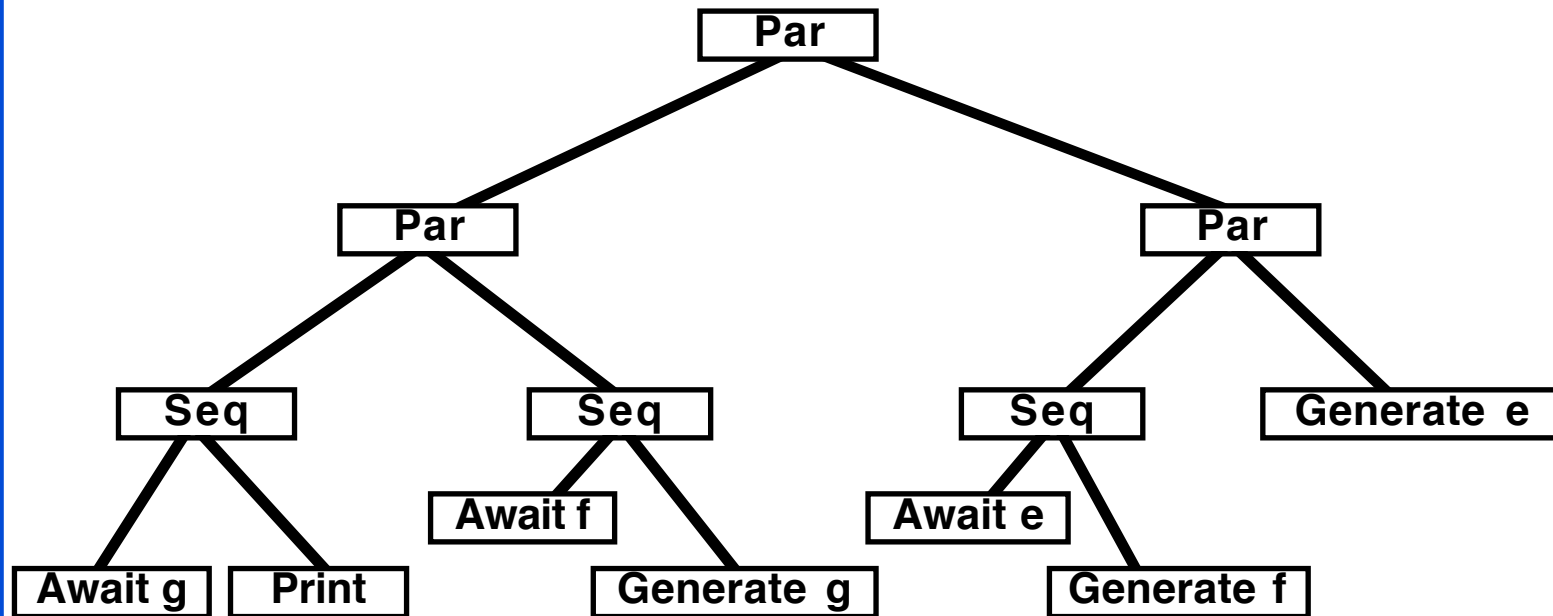 Par
Par
Par
Seq
Seq
Seq
Generate e
Await f
Await e
Await g
Print
Generate g
Generate f